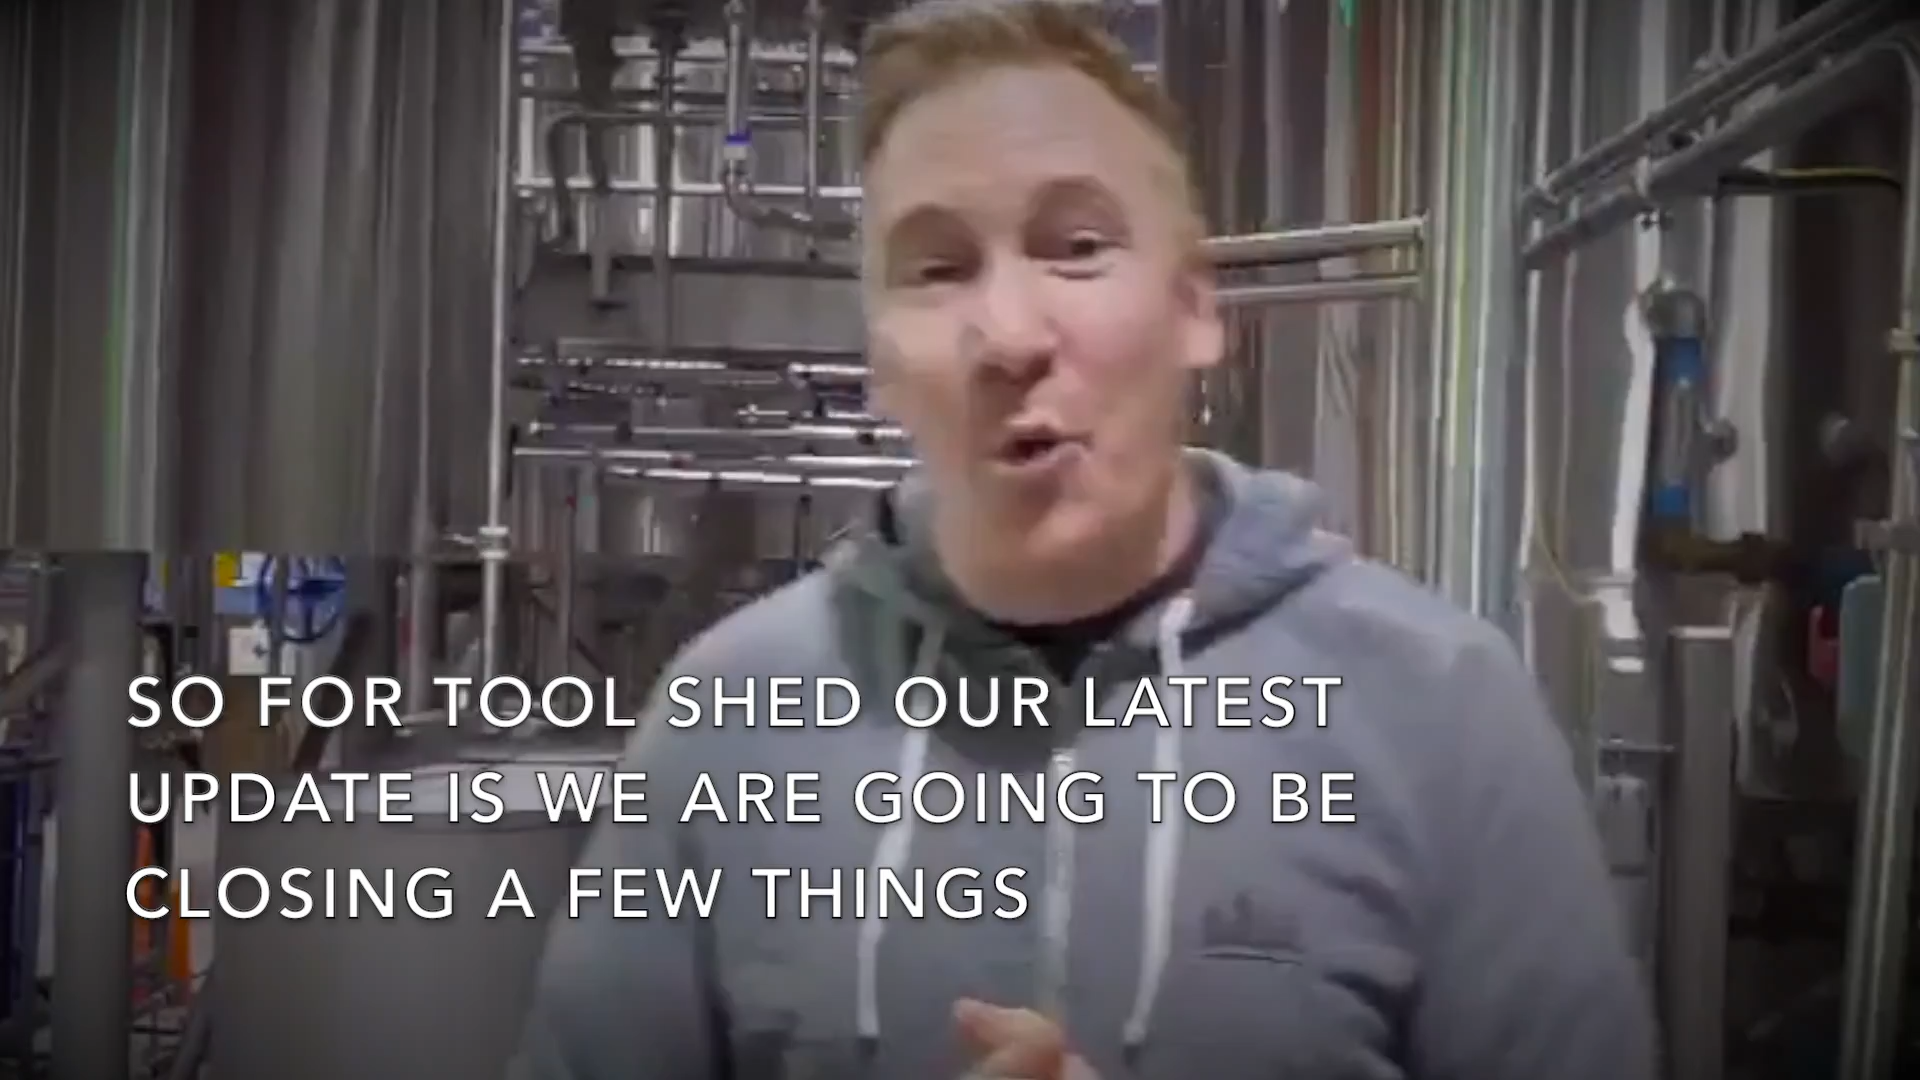 SO FOR TOOL SHED OUR LATEST
UPDATE IS WE ARE GOING TO BE
CLOSING A FEW THINGS